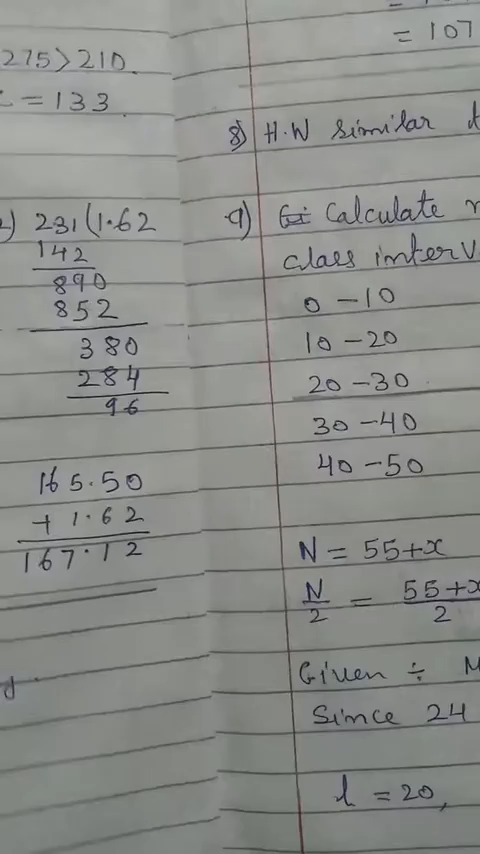 275) 210
= 133
231(1.62
142
890
852
380
284
96
165.50
+ 1.62
167.12
= 107
8) H.W similar
9) Calculate
class interv
0 - 10
10 - 20
20 - 30
30 - 40
40 - 50
N = 55+x
N/2 = 55+x/2
Given ÷ M
Since 24
l = 20,